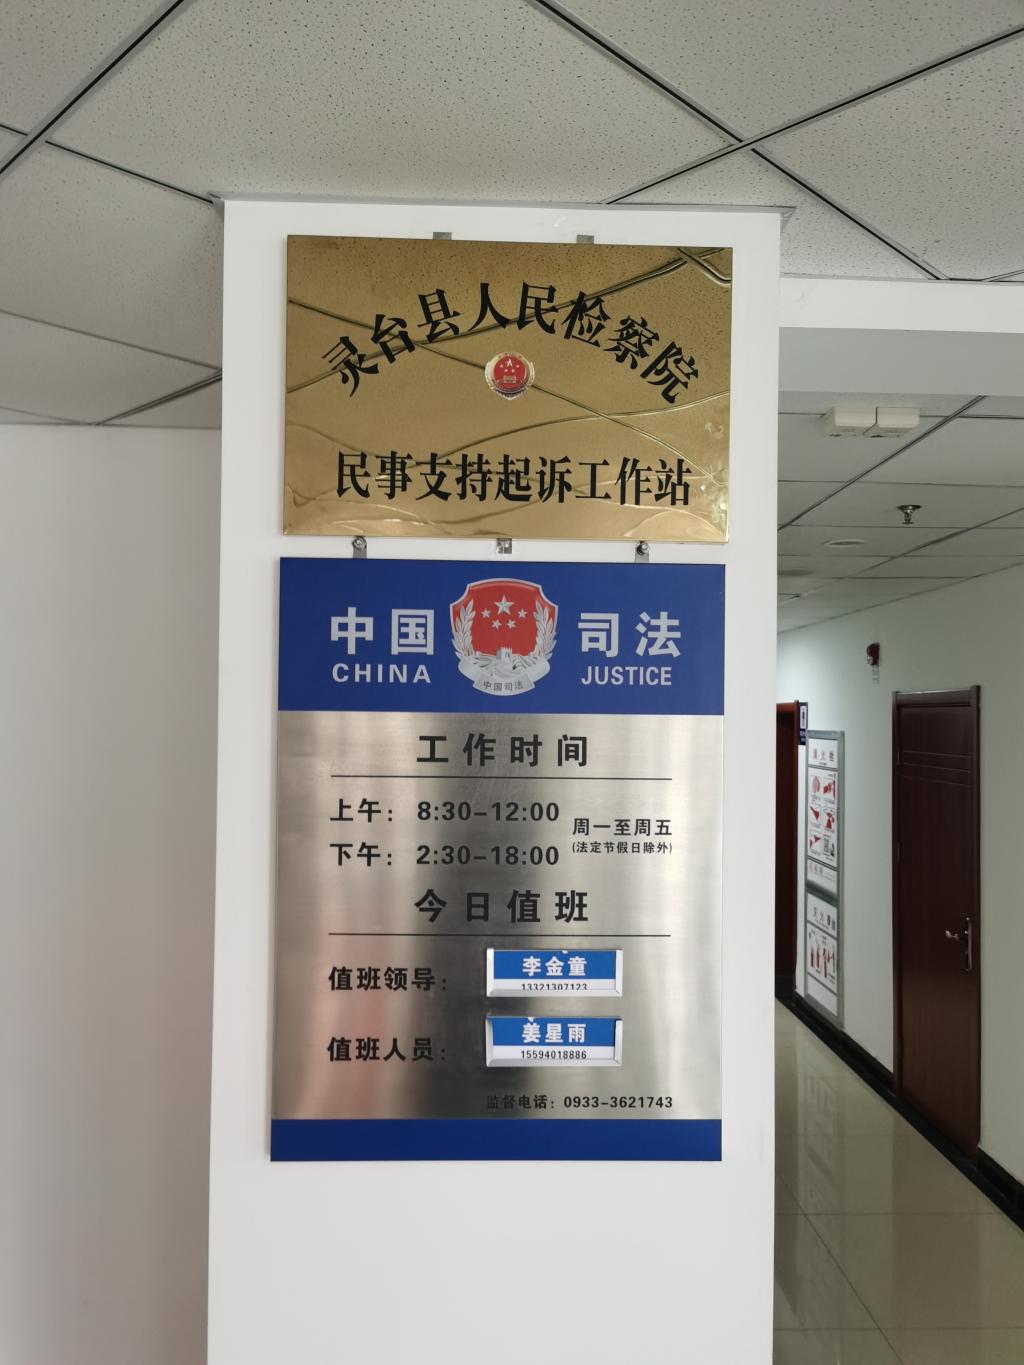 灵台县人民检察院
民事支持起诉工作站
中国 司法
CHINA JUSTICE
中国司法
工作时间
上午: 8:30-12:00
周一至周五
(法定节假日除外)
下午: 2:30-18:00
今日值班
值班领导: 李金童
13321307123
值班人员: 姜星雨
15594018886
监督电话: 0933-3621743